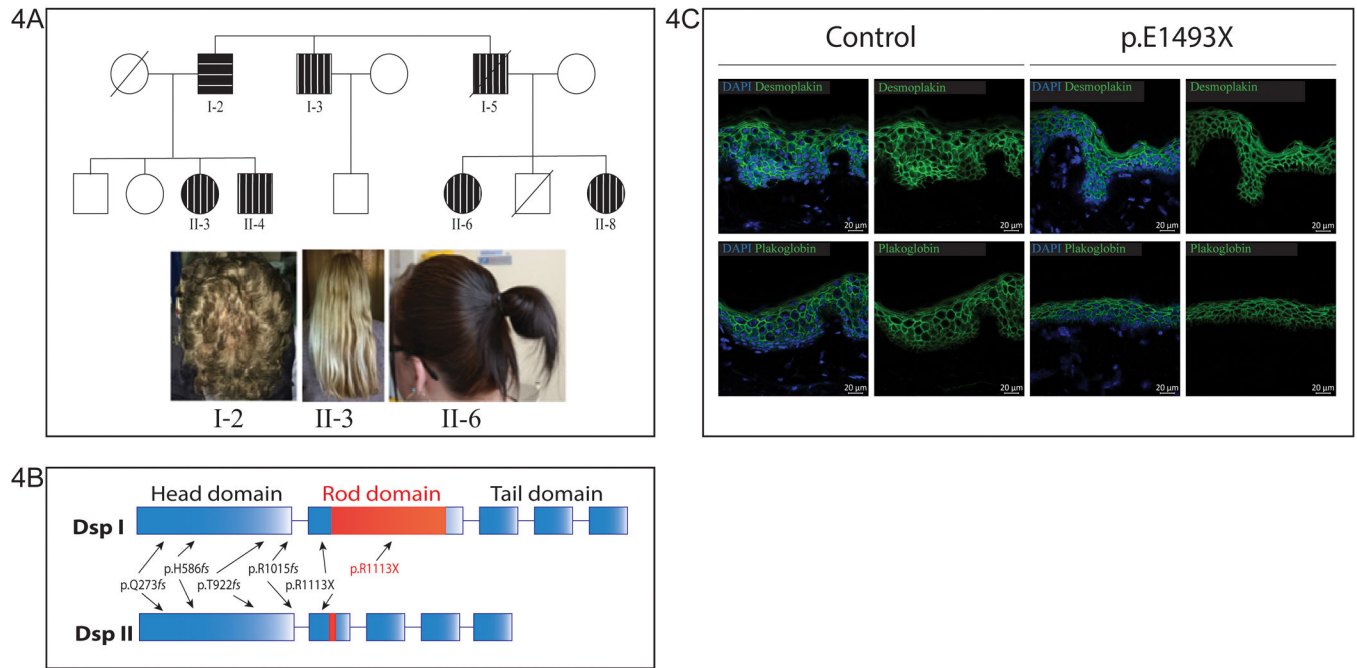 4A
I-2
I-3
I-5
II-3
II-4
II-6
II-8
I-2
II-3
II-6
4B
Head domain
Rod domain
Tail domain
Dsp I
p.Q273fs
p.H586fs
p.T922fs
p.R1015fs
p.R1113X
p.R1113X
Dsp II
4C
Control
p.E1493X
DAPI Desmoplakin
20 μm
Desmoplakin
20 μm
DAPI Desmoplakin
20 μm
Desmoplakin
20 μm
DAPI Plakoglobin
20 μm
Plakoglobin
20 μm
DAPI Plakoglobin
20 μm
Plakoglobin
20 μm